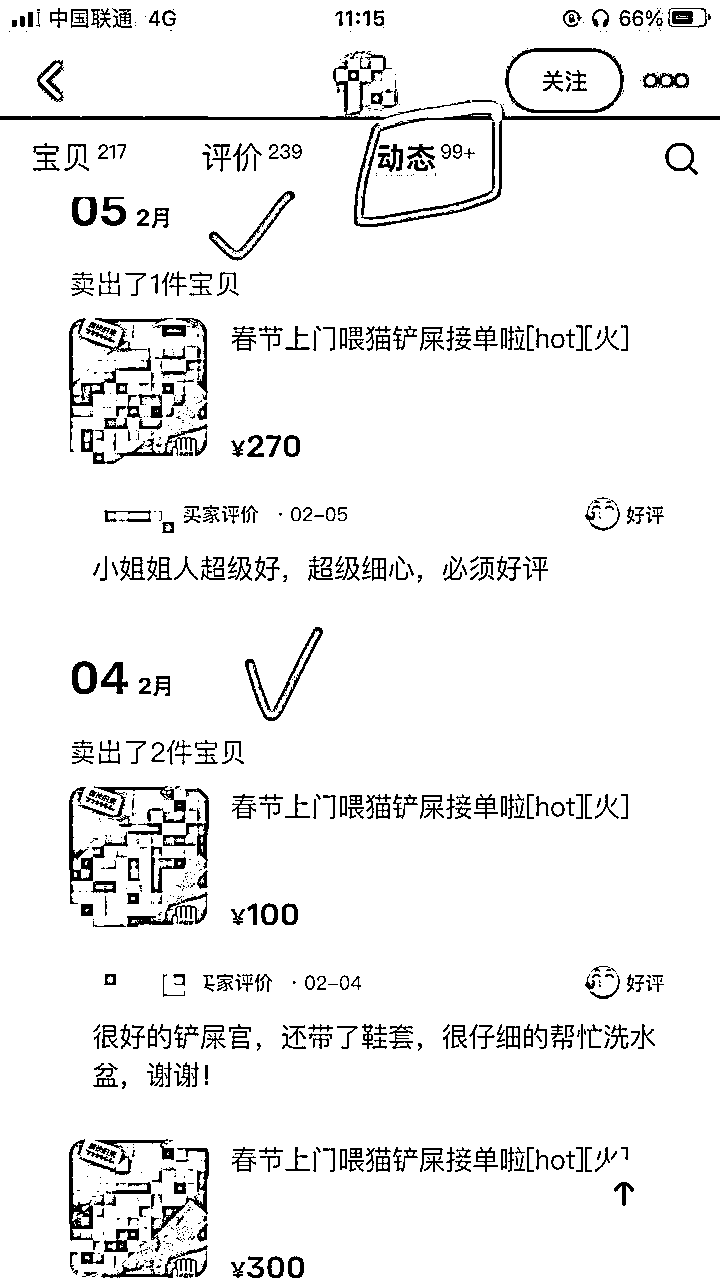 中国联通 4G 11:15 66%
关注
宝贝 217 评价 239 动态 99+
05 2月
卖出了1件宝贝
春节上门喂猫铲屎接单啦[hot][火]
¥270
买家评价 · 02-05 好评
小姐姐人超级好，超级细心，必须好评
04 2月
卖出了2件宝贝
春节上门喂猫铲屎接单啦[hot][火]
¥100
买家评价 · 02-04 好评
很好的铲屎官，还带了鞋套，很仔细的帮忙洗水
盆，谢谢！
春节上门喂猫铲屎接单啦[hot][火]
¥300